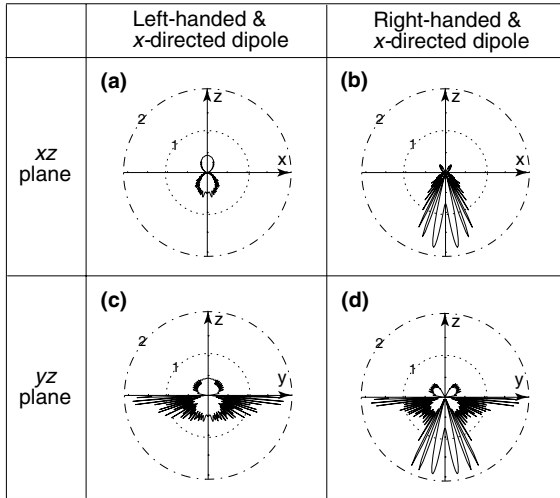 Left-handed &
x-directed dipole
Right-handed &
x-directed dipole
xz
plane
(a)
z
2
1
x
(b)
z
2
1
x
yz
plane
(c)
z
2
1
y
(d)
z
2
1
y